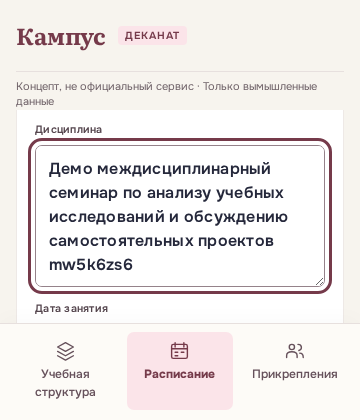 Кампус
ДЕКАНАТ
Концепт, не официальный сервис · Только вымышленные
данные
Дисциплина
Демо междисциплинарный
семинар по анализу учебных
исследований и обсуждению
самостоятельных проектов
mw5k6zs6
Дата занятия
Учебная
структура
Расписание
Прикрепления